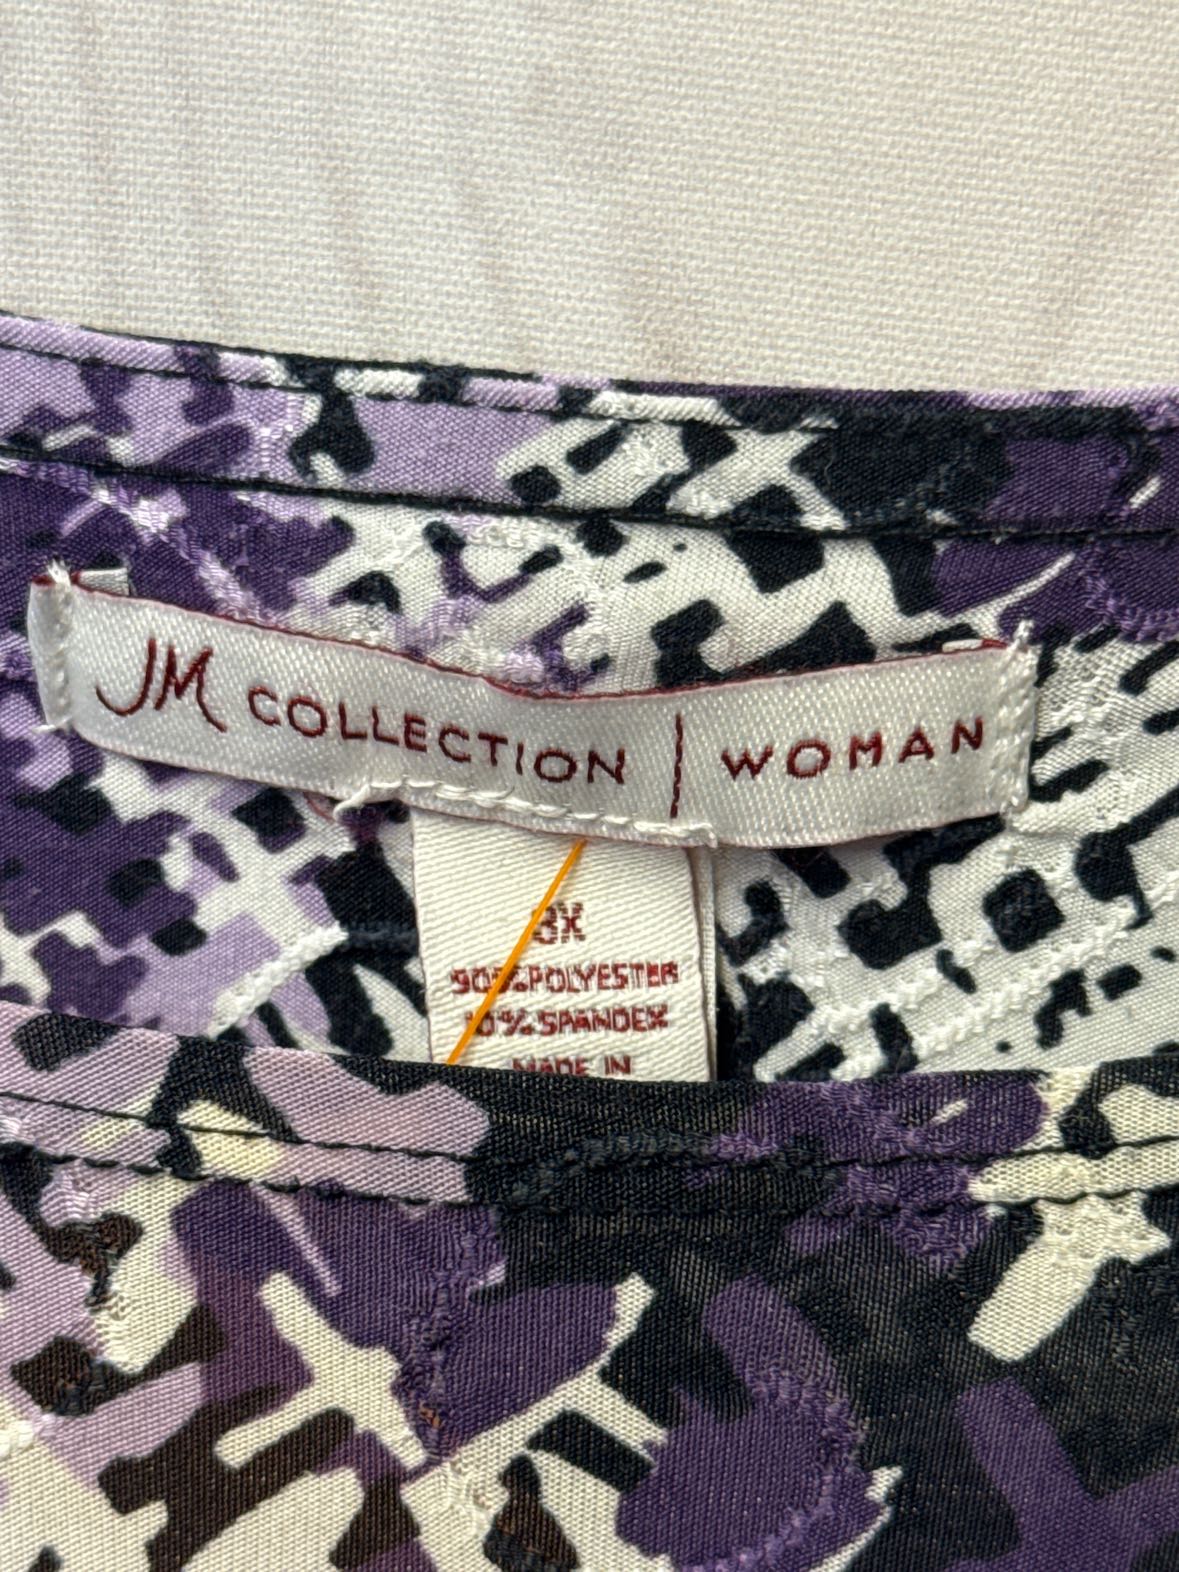 JM COLLECTION | WOMAN
3X
90%POLYESTER
10%SPANDEX
MADE IN